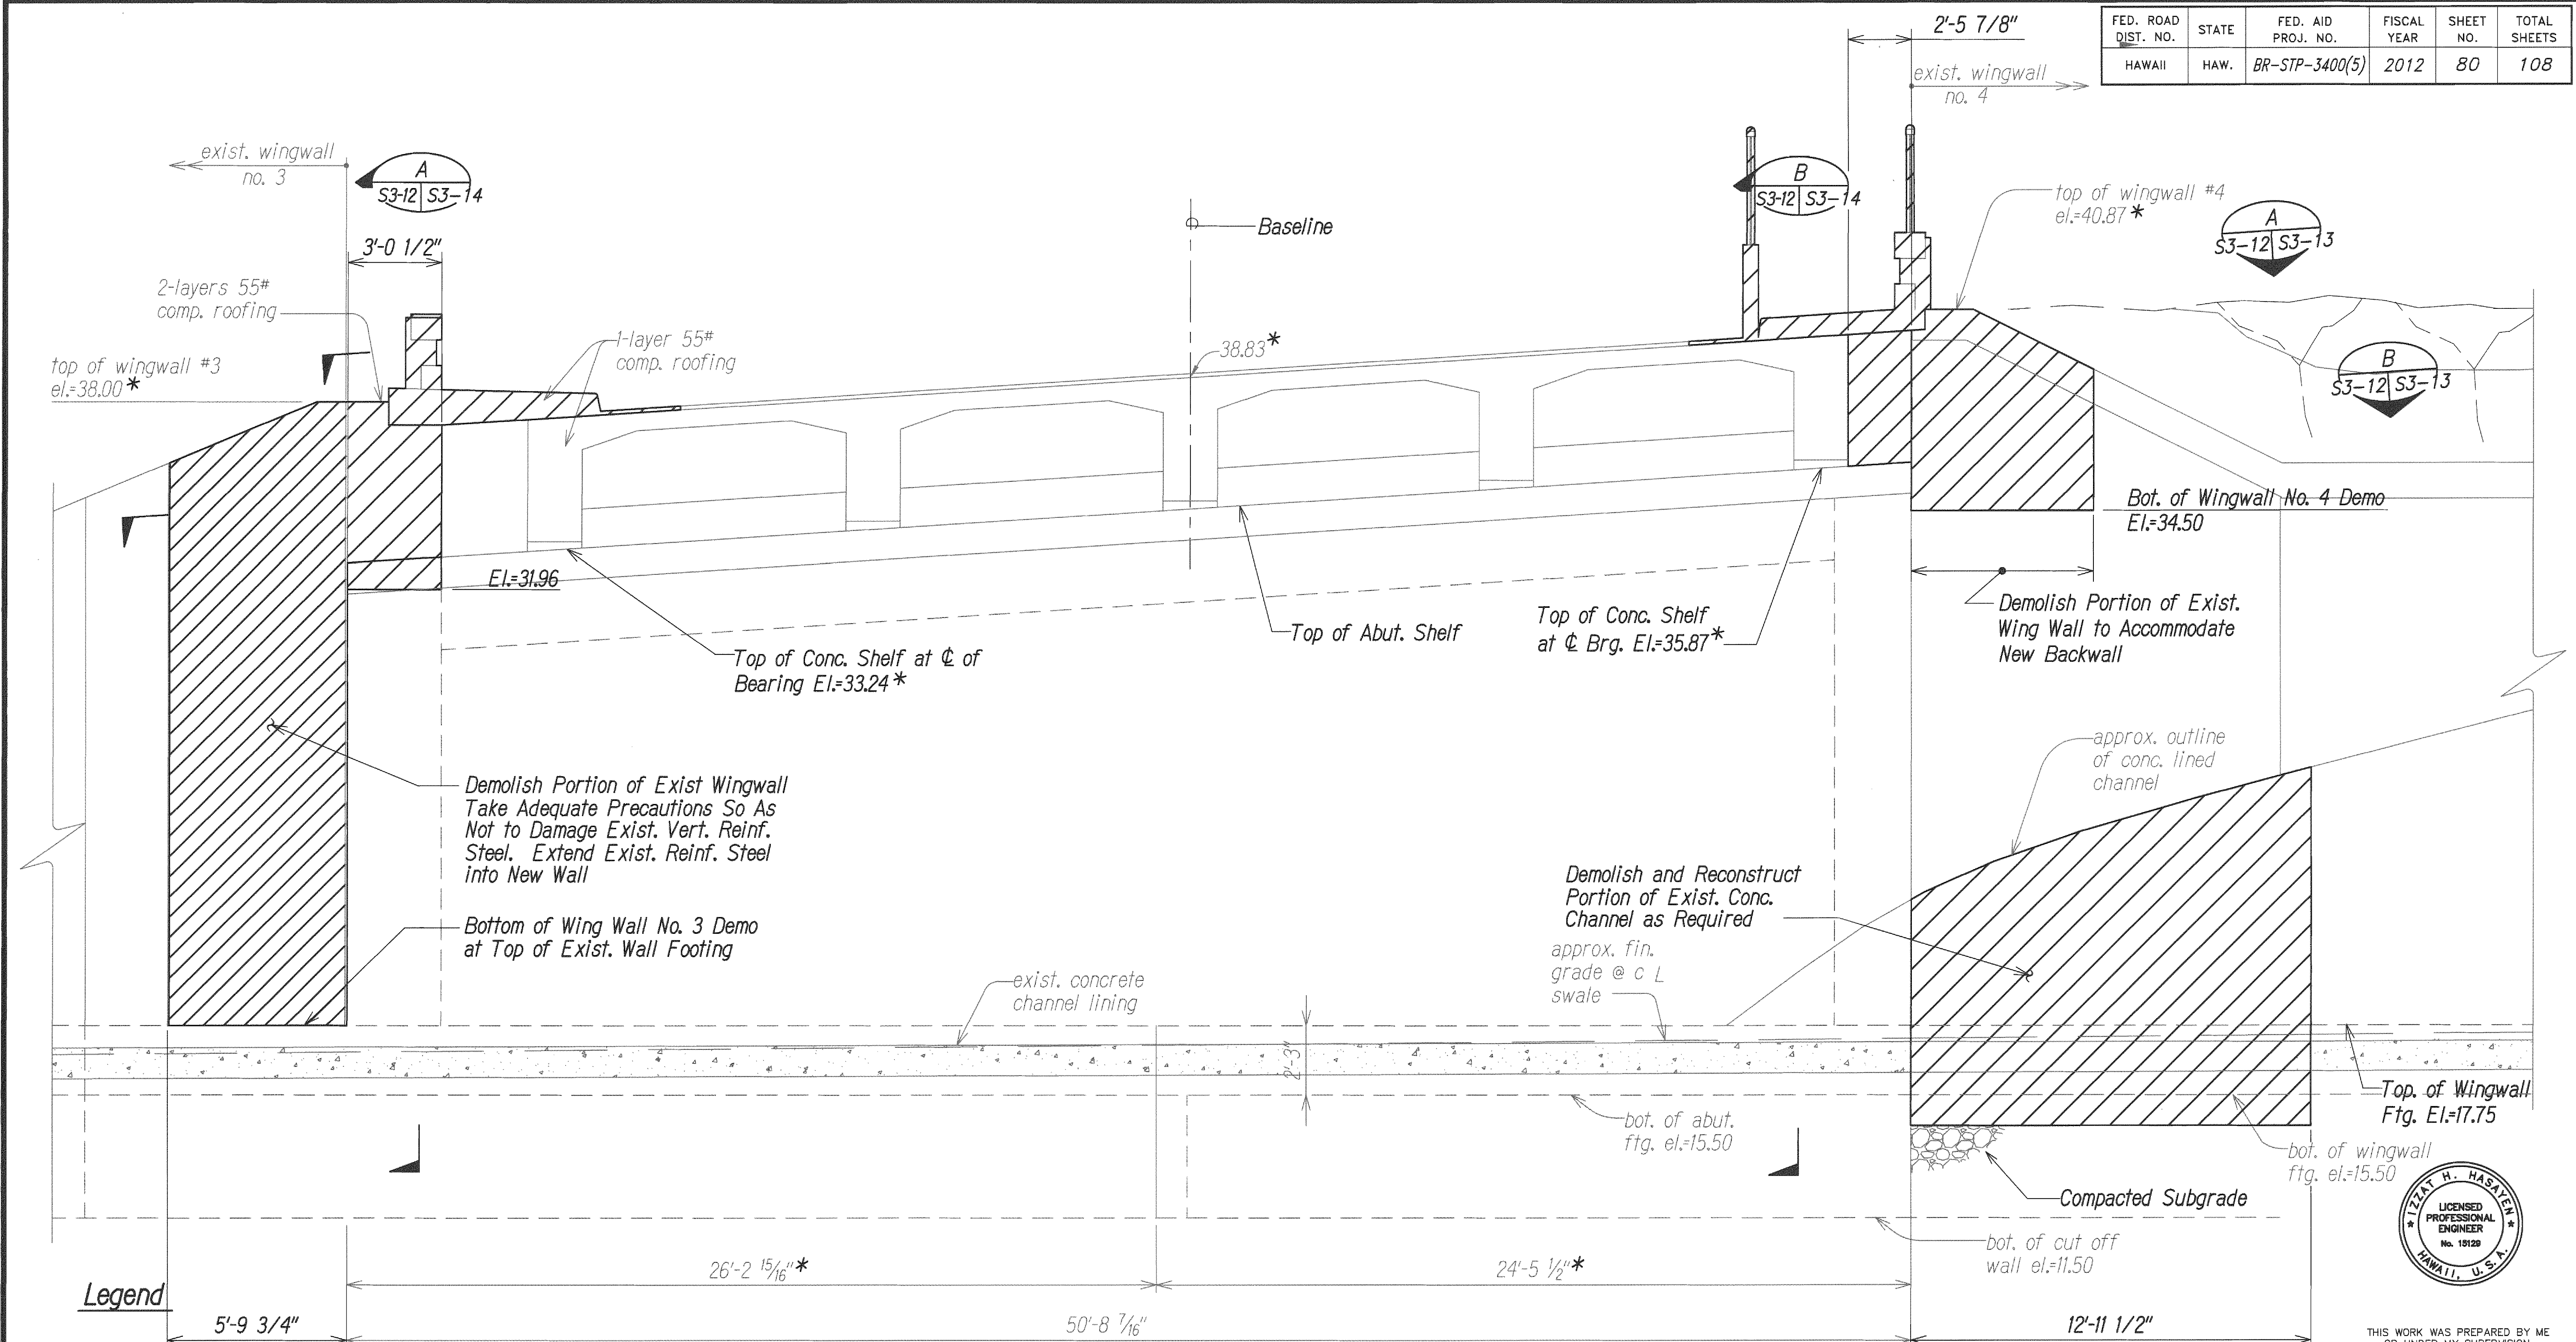 FED. ROAD DIST. NO.
STATE
FED. AID PROJ. NO.
FISCAL YEAR
SHEET NO.
TOTAL SHEETS
HAWAII
HAW.
BR-STP-3400(5)
2012
80
108
2'-5 7/8"
exist. wingwall
no. 4
exist. wingwall
no. 3
A
S3-12 S3-14
B
S3-12 S3-14
top of wingwall #4
el.=40.87*
A
S3-12 S3-13
Baseline
3'-0 1/2"
2-layers 55#
comp. roofing
1-layer 55#
comp. roofing
38.83*
top of wingwall #3
el.=38.00*
B
S3-12 S3-13
Bot. of Wingwall No. 4 Demo
El.=34.50
El.=31.96
Top of Conc. Shelf at ℄ of
Bearing El.=33.24*
Top of Abut. Shelf
Top of Conc. Shelf
at ℄ Brg. El.=35.87*
Demolish Portion of Exist.
Wing Wall to Accommodate
New Backwall
Demolish Portion of Exist Wingwall
Take Adequate Precautions So As
Not to Damage Exist. Vert. Reinf.
Steel. Extend Exist. Reinf. Steel
into New Wall
Bottom of Wing Wall No. 3 Demo
at Top of Exist. Wall Footing
approx. outline
of conc. lined
channel
Demolish and Reconstruct
Portion of Exist. Conc.
Channel as Required
approx. fin.
grade @ c L
swale
exist. concrete
channel lining
2'-3"
bot. of abut.
ftg. el.=15.50
Top. of Wingwall
Ftg. El.=17.75
bot. of wingwall
ftg. el.=15.50
Compacted Subgrade
bot. of cut off
wall el.=11.50
IZZAT H. HASAYEN
LICENSED
PROFESSIONAL
ENGINEER
No. 15129
HAWAII, U.S.A.
26'-2 15/16"*
24'-5 1/2"*
Legend
5'-9 3/4"
50'-8 7/16"
12'-11 1/2"
THIS WORK WAS PREPARED BY ME
OR UNDER MY SUPERVISION